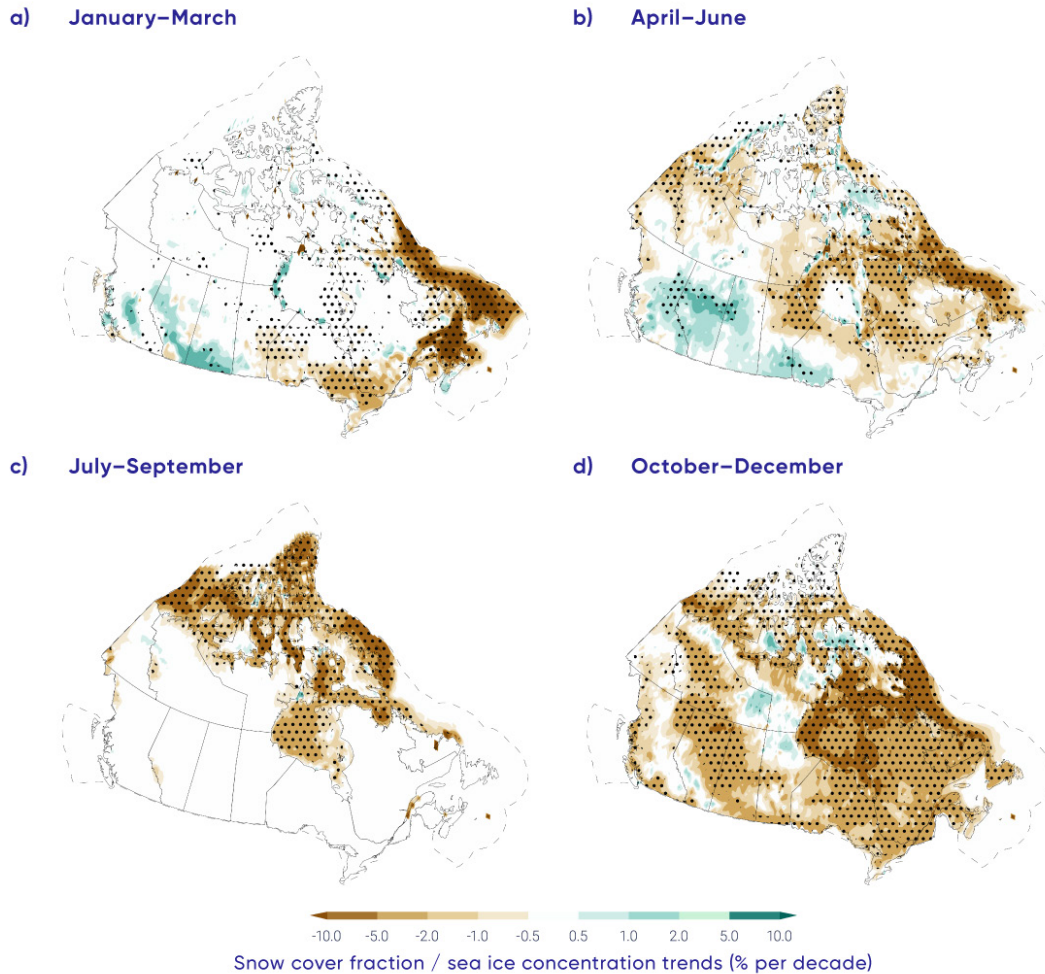 a) January–March
b) April–June
c) July–September
d) October–December
-10.0 -5.0 -2.0 -1.0 -0.5 0.5 1.0 2.0 5.0 10.0
Snow cover fraction / sea ice concentration trends (% per decade)